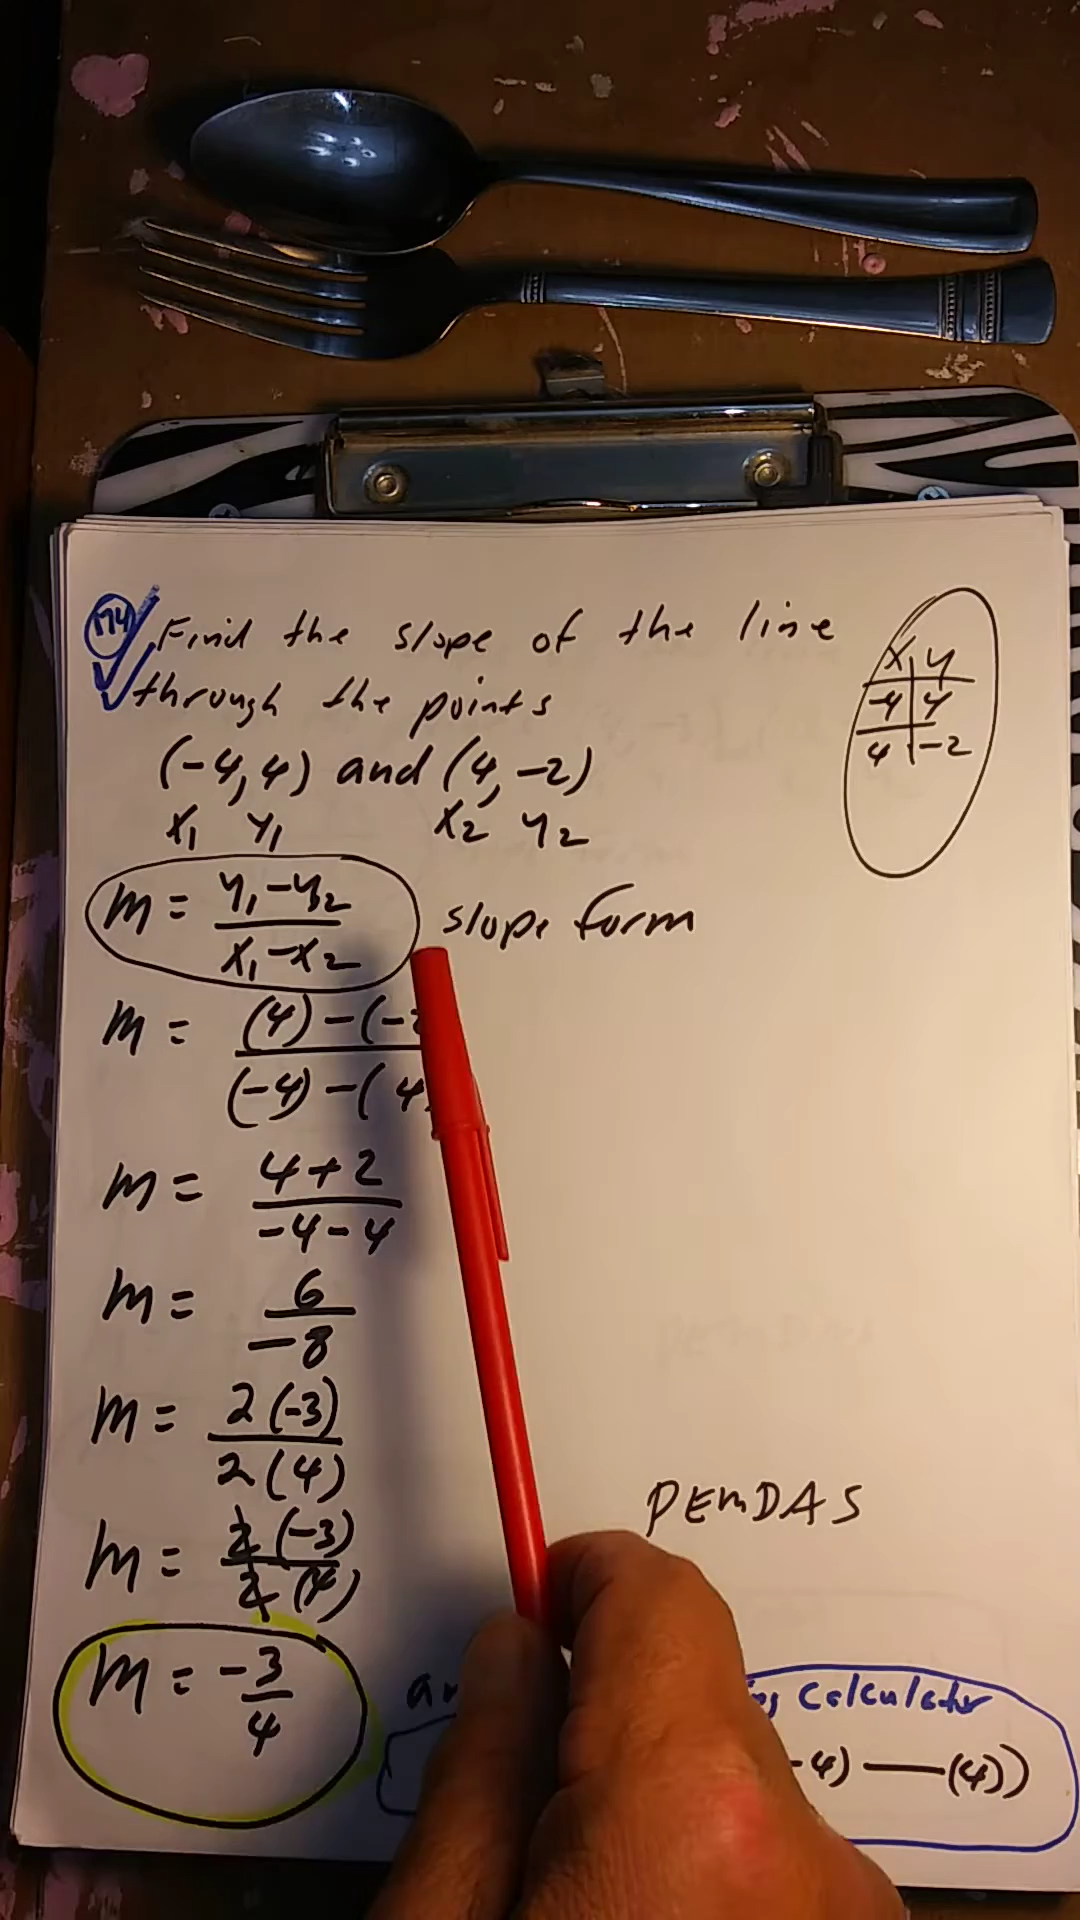 174 Find the slope of the line
through the points
(-4, 4) and (4, -2)
x1 y1 x2 y2
x y
-4 4
4 -2
m = y1-y2 / x1-x2 slope form
m = (4)-(-2 / (-4)-(4
m = 4+2 / -4-4
m = 6 / -8
m = 2(-3) / 2(4)
m = 2(-3) / 2(4)
m = -3 / 4
PEmDAS
Calculator
-4) — (4))